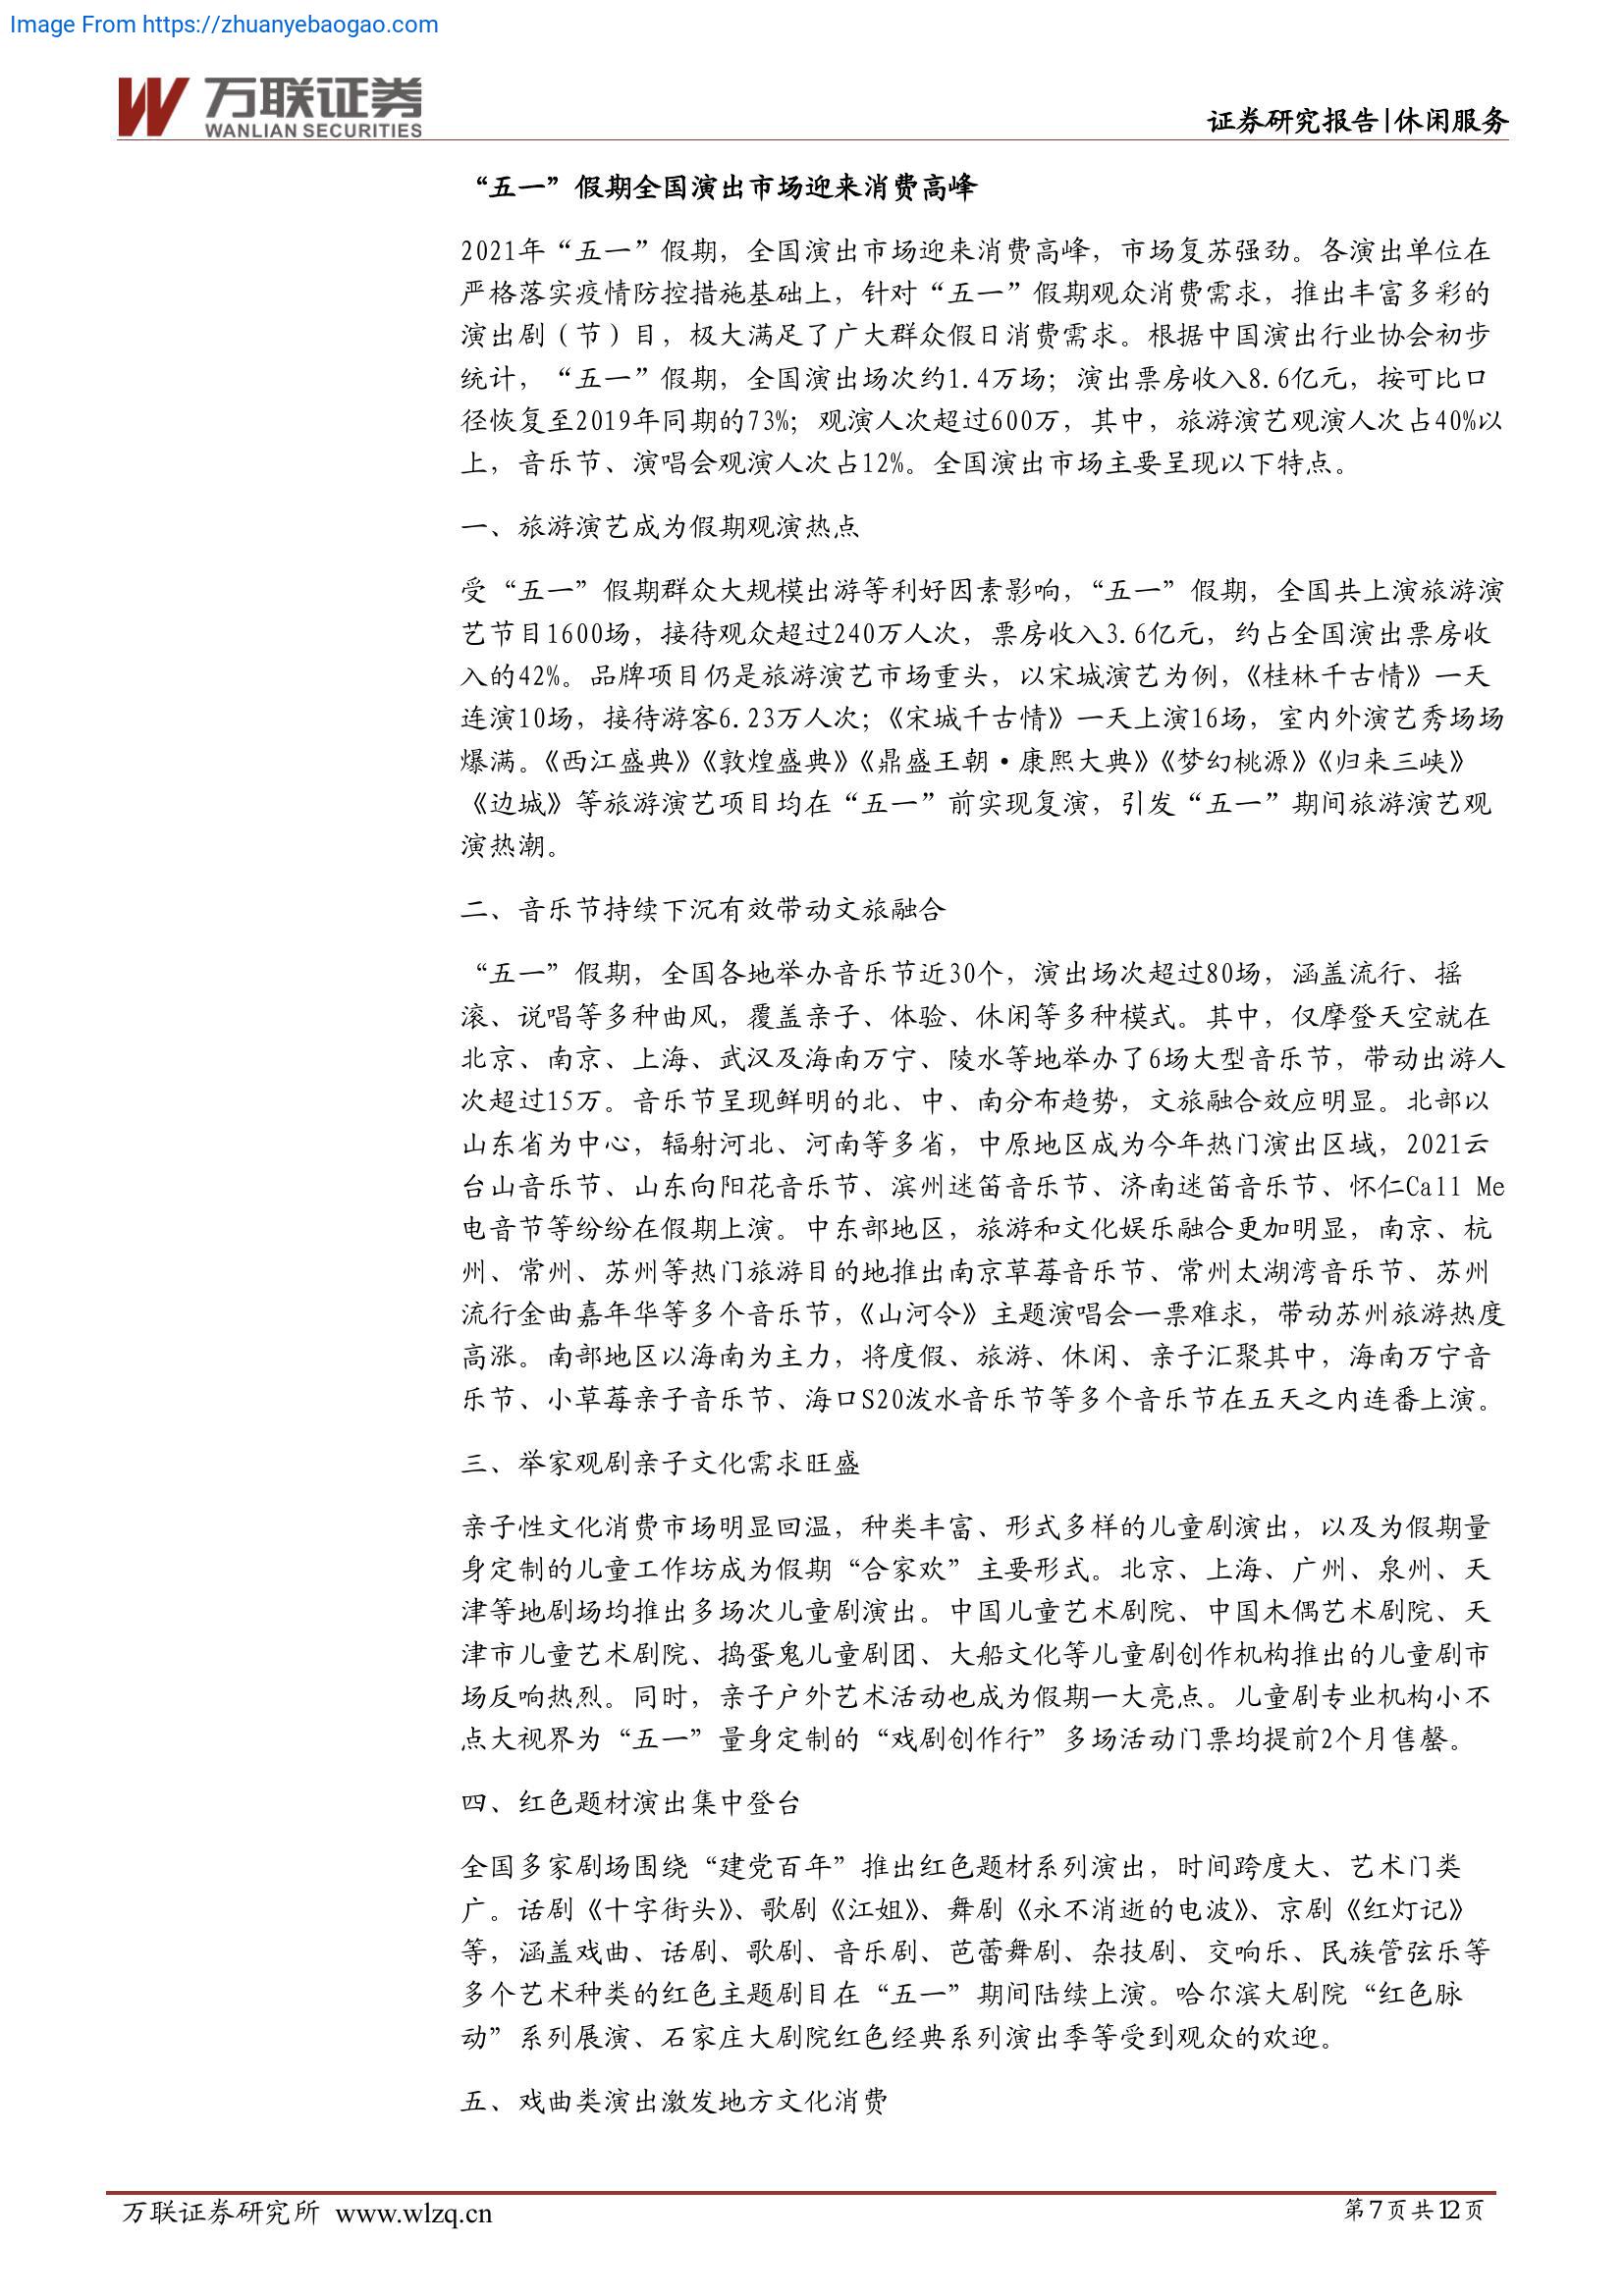 Image From https://zhuanyebaogao.com
万联证券
WANLIAN SECURITIES
证券研究报告|休闲服务
“五一”假期全国演出市场迎来消费高峰
2021年“五一”假期，全国演出市场迎来消费高峰，市场复苏强劲。各演出单位在
严格落实疫情防控措施基础上，针对“五一”假期观众消费需求，推出丰富多彩的
演出剧（节）目，极大满足了广大群众假日消费需求。根据中国演出行业协会初步
统计，“五一”假期，全国演出场次约1.4万场；演出票房收入8.6亿元，按可比口
径恢复至2019年同期的73%；观演人次超过600万，其中，旅游演艺观演人次占40%以
上，音乐节、演唱会观演人次占12%。全国演出市场主要呈现以下特点。
一、旅游演艺成为假期观演热点
受“五一”假期群众大规模出游等利好因素影响，“五一”假期，全国共上演旅游演
艺节目1600场，接待观众超过240万人次，票房收入3.6亿元，约占全国演出票房收
入的42%。品牌项目仍是旅游演艺市场重头，以宋城演艺为例，《桂林千古情》一天
连演10场，接待游客6.23万人次；《宋城千古情》一天上演16场，室内外演艺秀场场
爆满。《西江盛典》《敦煌盛典》《鼎盛王朝·康熙大典》《梦幻桃源》《归来三峡》
《边城》等旅游演艺项目均在“五一”前实现复演，引发“五一”期间旅游演艺观
演热潮。
二、音乐节持续下沉有效带动文旅融合
“五一”假期，全国各地举办音乐节近30个，演出场次超过80场，涵盖流行、摇
滚、说唱等多种曲风，覆盖亲子、体验、休闲等多种模式。其中，仅摩登天空就在
北京、南京、上海、武汉及海南万宁、陵水等地举办了6场大型音乐节，带动出游人
次超过15万。音乐节呈现鲜明的北、中、南分布趋势，文旅融合效应明显。北部以
山东省为中心，辐射河北、河南等多省，中原地区成为今年热门演出区域，2021云
台山音乐节、山东向阳花音乐节、滨州迷笛音乐节、济南迷笛音乐节、怀仁Call Me
电音节等纷纷在假期上演。中东部地区，旅游和文化娱乐融合更加明显，南京、杭
州、常州、苏州等热门旅游目的地推出南京草莓音乐节、常州太湖湾音乐节、苏州
流行金曲嘉年华等多个音乐节，《山河令》主题演唱会一票难求，带动苏州旅游热度
高涨。南部地区以海南为主力，将度假、旅游、休闲、亲子汇聚其中，海南万宁音
乐节、小草莓亲子音乐节、海口S20泼水音乐节等多个音乐节在五天之内连番上演。
三、举家观剧亲子文化需求旺盛
亲子性文化消费市场明显回温，种类丰富、形式多样的儿童剧演出，以及为假期量
身定制的儿童工作坊成为假期“合家欢”主要形式。北京、上海、广州、泉州、天
津等地剧场均推出多场次儿童剧演出。中国儿童艺术剧院、中国木偶艺术剧院、天
津市儿童艺术剧院、捣蛋鬼儿童剧团、大船文化等儿童剧创作机构推出的儿童剧市
场反响热烈。同时，亲子户外艺术活动也成为假期一大亮点。儿童剧专业机构小不
点大视界为“五一”量身定制的“戏剧创作行”多场活动门票均提前2个月售罄。
四、红色题材演出集中登台
全国多家剧场围绕“建党百年”推出红色题材系列演出，时间跨度大、艺术门类
广。话剧《十字街头》、歌剧《江姐》、舞剧《永不消逝的电波》、京剧《红灯记》
等，涵盖戏曲、话剧、歌剧、音乐剧、芭蕾舞剧、杂技剧、交响乐、民族管弦乐等
多个艺术种类的红色主题剧目在“五一”期间陆续上演。哈尔滨大剧院“红色脉
动”系列展演、石家庄大剧院红色经典系列演出季等受到观众的欢迎。
五、戏曲类演出激发地方文化消费
万联证券研究所 www.wlzq.cn
第7页共12页